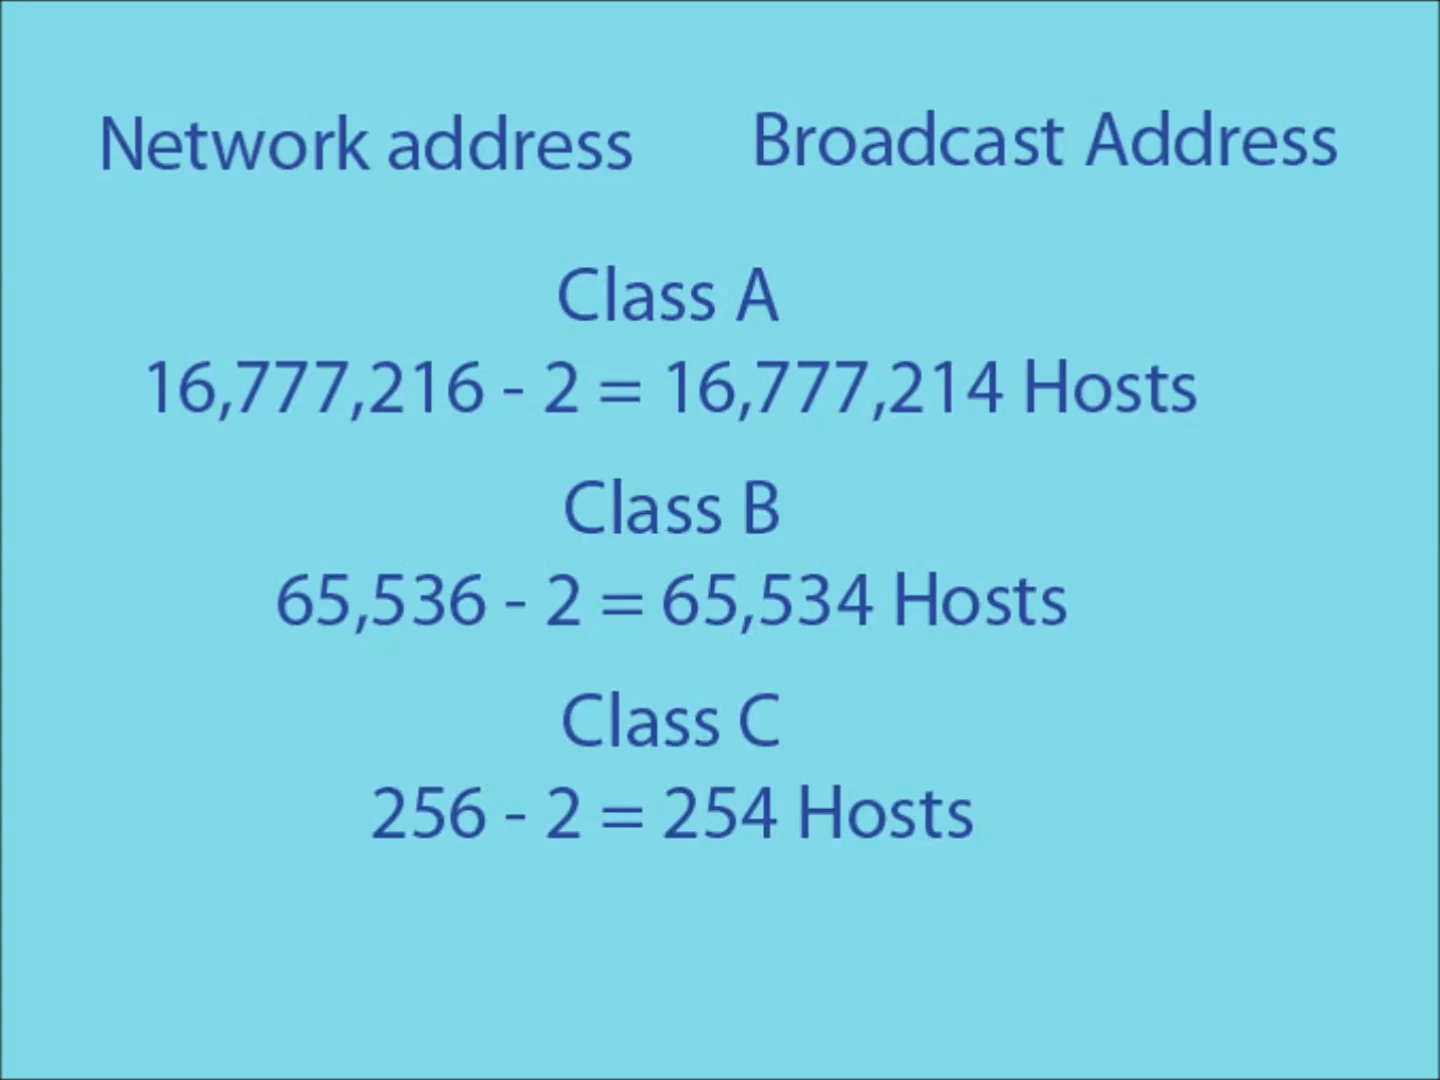 Network address Broadcast Address
Class A
16,777,216 - 2 = 16,777,214 Hosts
Class B
65,536 - 2 = 65,534 Hosts
Class C
256 - 2 = 254 Hosts